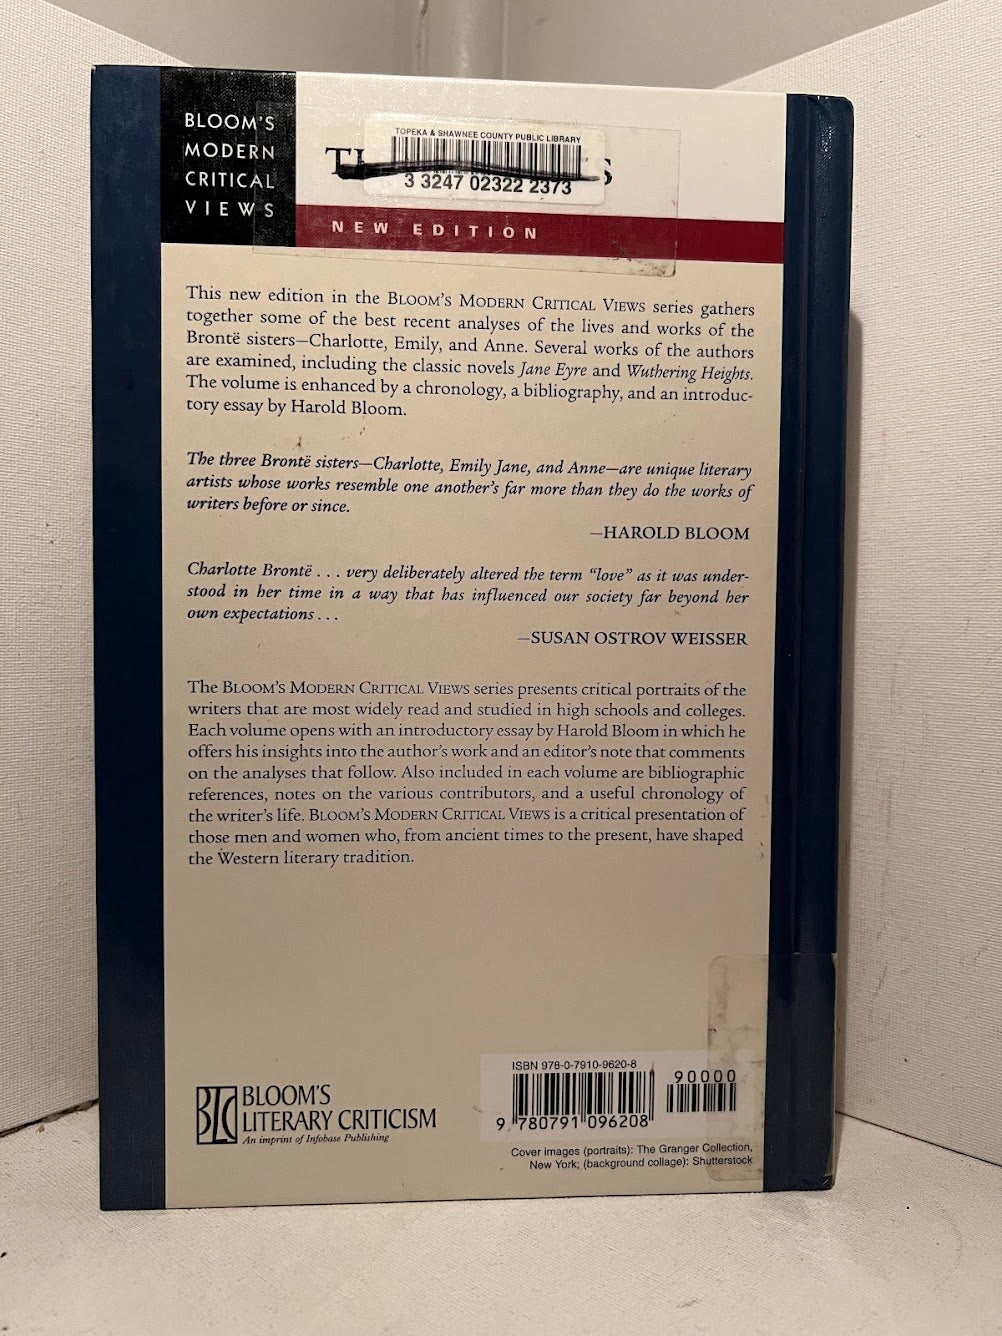 BLOOM'S
MODERN
CRITICAL
VIEWS
TOPEKA & SHAWNEE COUNTY PUBLIC LIBRARY
3 3247 02322 2373
NEW EDITION
This new edition in the BLOOM'S MODERN CRITICAL VIEWS series gathers
together some of the best recent analyses of the lives and works of the
Brontë sisters—Charlotte, Emily, and Anne. Several works of the authors
are examined, including the classic novels Jane Eyre and Wuthering Heights.
The volume is enhanced by a chronology, a bibliography, and an introduc-
tory essay by Harold Bloom.
The three Brontë sisters—Charlotte, Emily Jane, and Anne—are unique literary
artists whose works resemble one another's far more than they do the works of
writers before or since.
—HAROLD BLOOM
Charlotte Brontë . . . very deliberately altered the term "love" as it was under-
stood in her time in a way that has influenced our society far beyond her
own expectations . . .
—SUSAN OSTROV WEISSER
The BLOOM'S MODERN CRITICAL VIEWS series presents critical portraits of the
writers that are most widely read and studied in high schools and colleges.
Each volume opens with an introductory essay by Harold Bloom in which he
offers his insights into the author's work and an editor's note that comments
on the analyses that follow. Also included in each volume are bibliographic
references, notes on the various contributors, and a useful chronology of
the writer's life. BLOOM'S MODERN CRITICAL VIEWS is a critical presentation of
those men and women who, from ancient times to the present, have shaped
the Western literary tradition.
BLC
BLOOM'S
LITERARY CRITICISM
An imprint of Infobase Publishing
ISBN 978-0-7910-9620-8
90000
9 780791 096208
Cover images (portraits): The Granger Collection,
New York; (background collage): Shutterstock